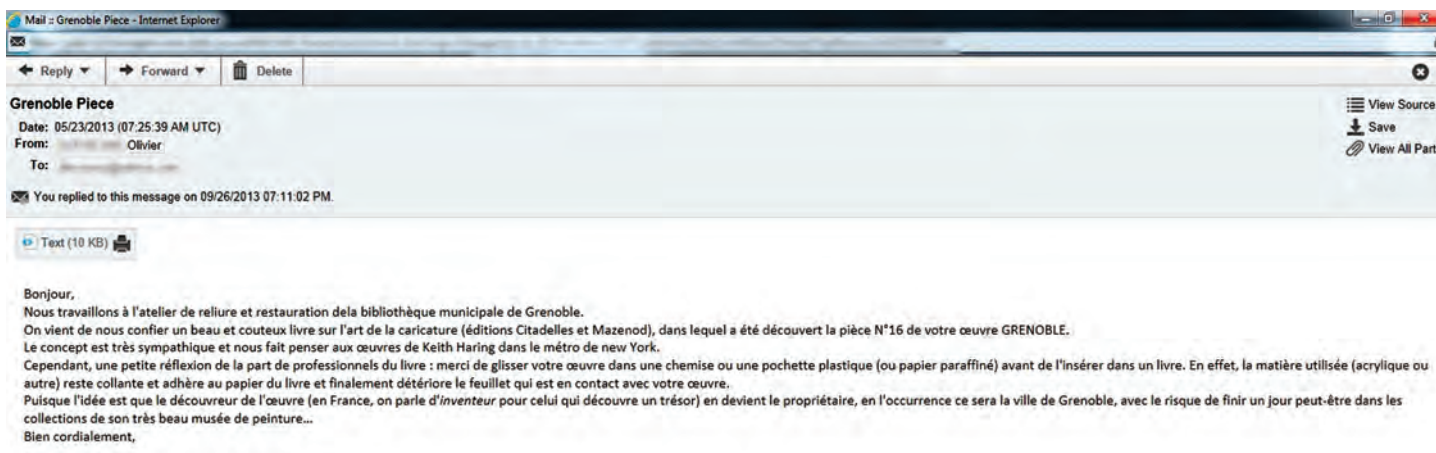 Mail :: Grenoble Piece - Internet Explorer
Reply Forward Delete
Grenoble Piece
View Source
Date: 05/23/2013 (07:25:39 AM UTC)
Save
From: Olivier
To:
View All Part
You replied to this message on 09/26/2013 07:11:02 PM.
Text (10 KB)
Bonjour,
Nous travaillons à l'atelier de reliure et restauration dela bibliothèque municipale de Grenoble.
On vient de nous confier un beau et couteux livre sur l'art de la caricature (éditions Citadelles et Mazenod), dans lequel a été découvert la pièce N°16 de votre œuvre GRENOBLE.
Le concept est très sympathique et nous fait penser aux œuvres de Keith Haring dans le métro de new York.
Cependant, une petite réflexion de la part de professionnels du livre : merci de glisser votre œuvre dans une chemise ou une pochette plastique (ou papier paraffiné) avant de l'insérer dans un livre. En effet, la matière utilisée (acrylique ou
autre) reste collante et adhère au papier du livre et finalement détériore le feuillet qui est en contact avec votre œuvre.
Puisque l'idée est que le découvreur de l'œuvre (en France, on parle d'inventeur pour celui qui découvre un trésor) en devient le propriétaire, en l'occurrence ce sera la ville de Grenoble, avec le risque de finir un jour peut-être dans les
collections de son très beau musée de peinture...
Bien cordialement,